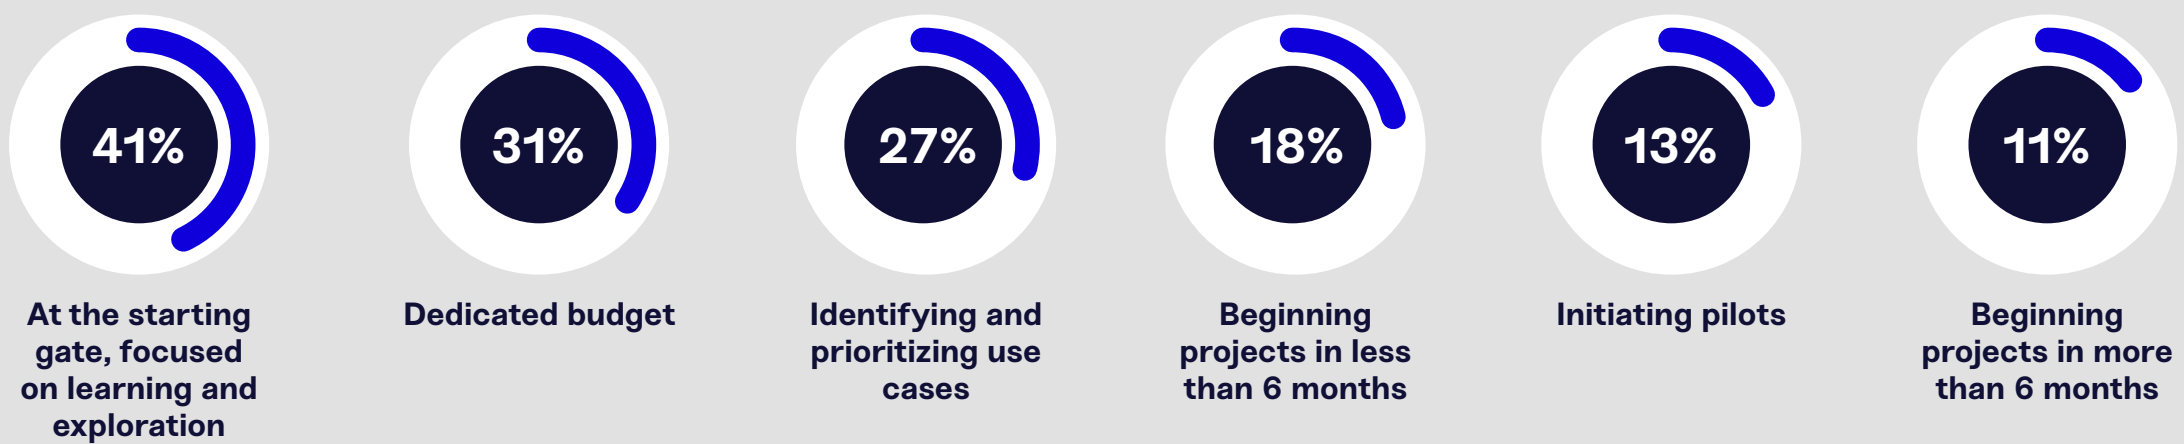 41%
At the starting
gate, focused
on learning and
exploration
31%
Dedicated budget
27%
Identifying and
prioritizing use
cases
18%
Beginning
projects in less
than 6 months
13%
Initiating pilots
11%
Beginning
projects in more
than 6 months